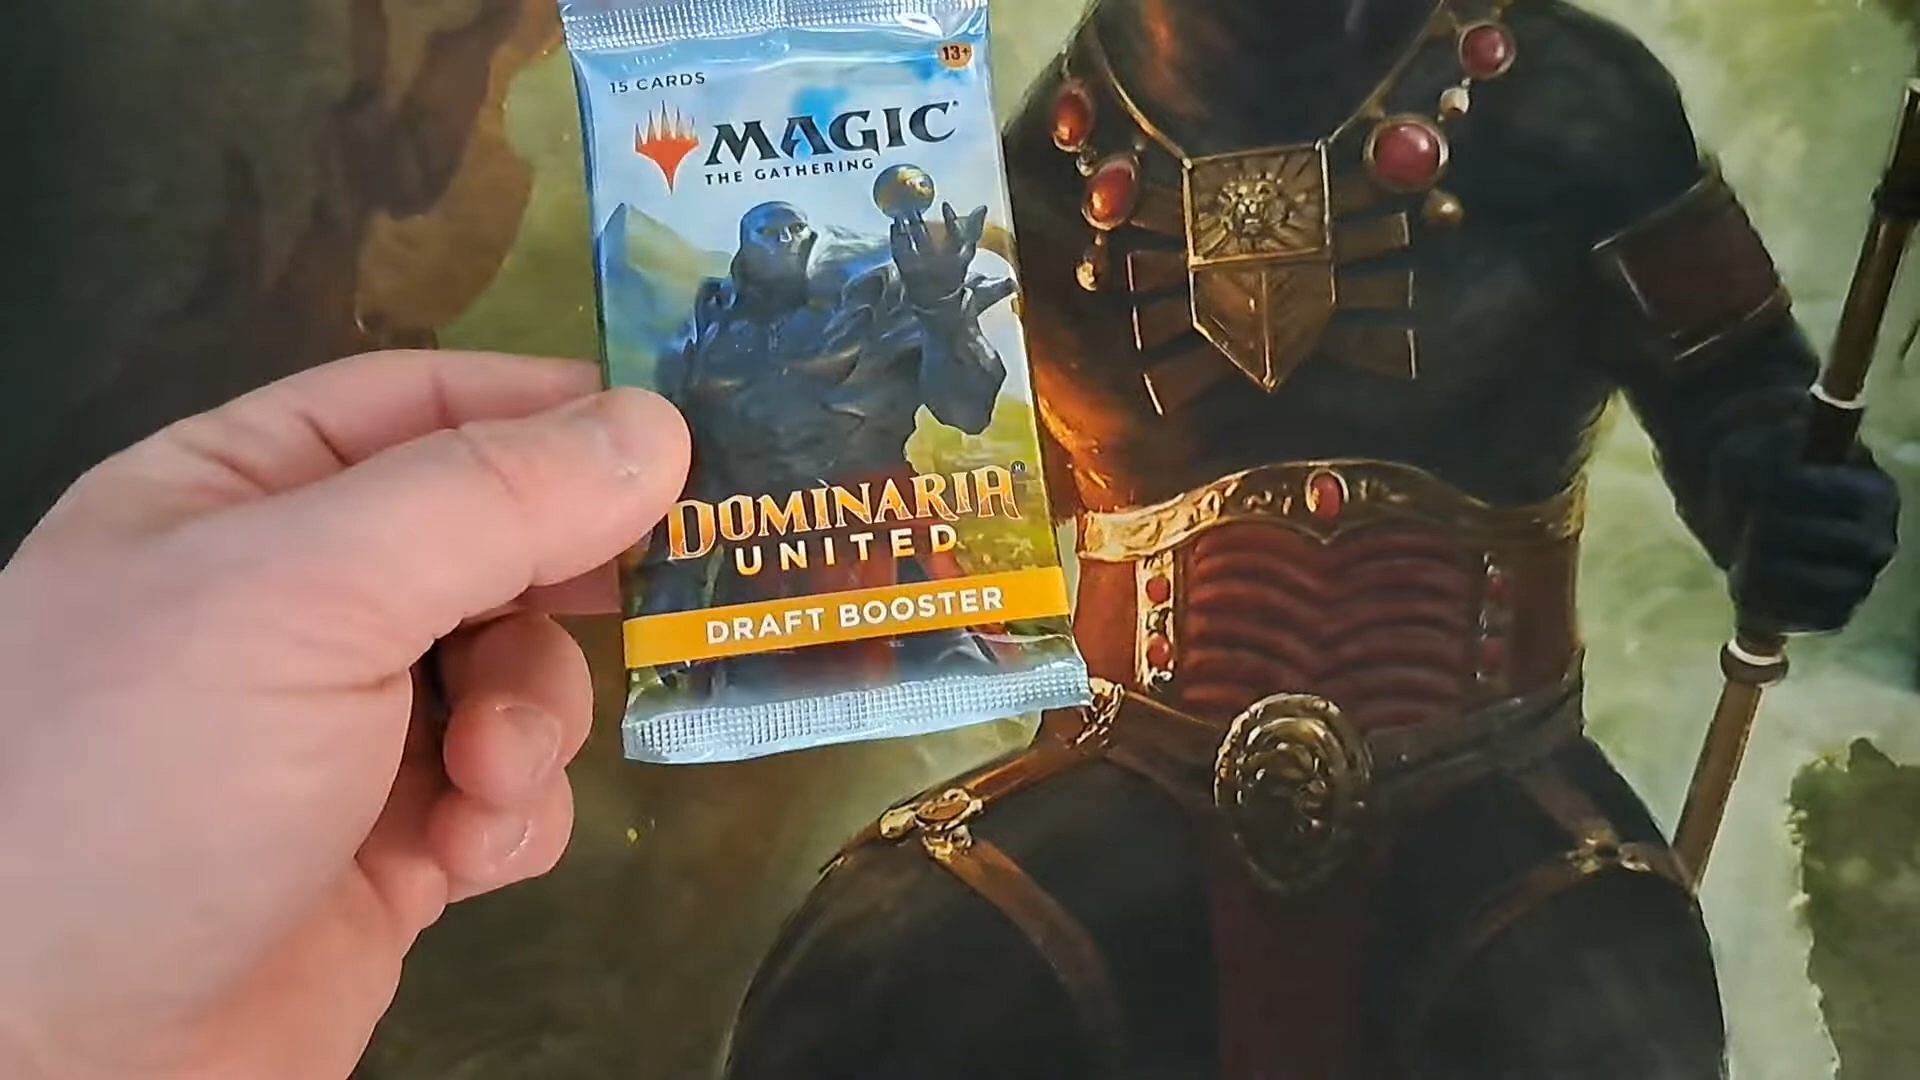 13+
15 CARDS
MAGIC
THE GATHERING
DOMINARIA
UNITED
DRAFT BOOSTER